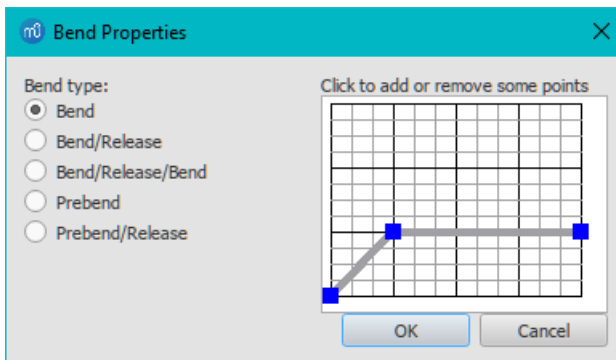 Bend Properties
Bend type:
Bend
Bend/Release
Bend/Release/Bend
Prebend
Prebend/Release
Click to add or remove some points
OK
Cancel